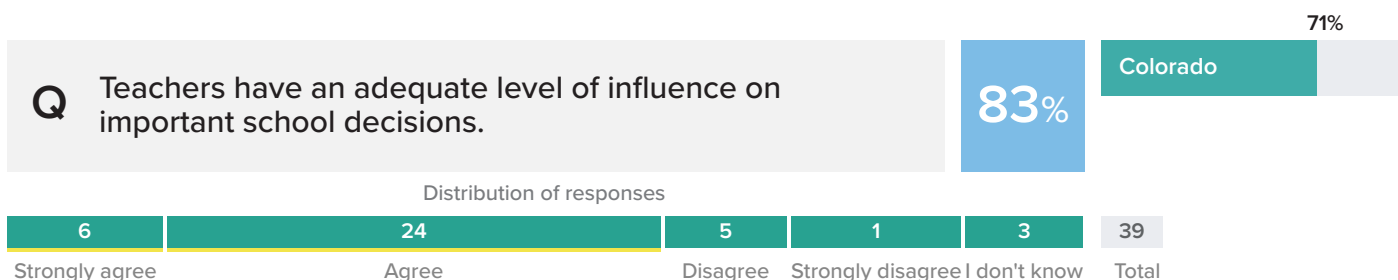 71%
Q
Teachers have an adequate level of influence on
important school decisions.
83%
Colorado
Distribution of responses
6 24 5 1 3 39
Strongly agree Agree Disagree Strongly disagree I don't know Total